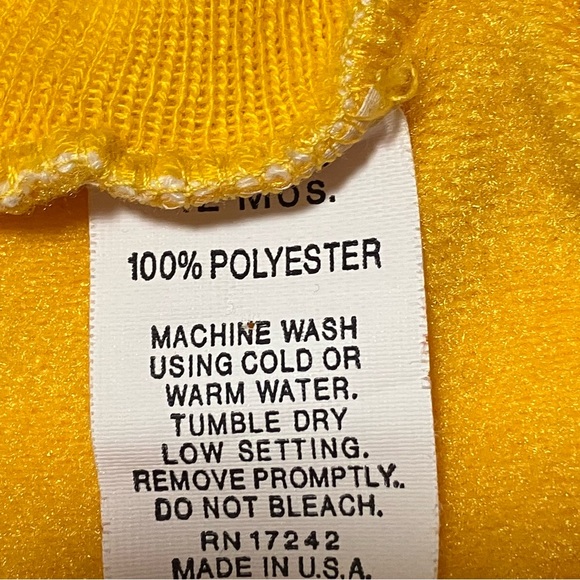 12 MOS.
100% POLYESTER
MACHINE WASH
USING COLD OR
WARM WATER.
TUMBLE DRY
LOW SETTING.
REMOVE PROMPTLY..
DO NOT BLEACH.
RN 17242
MADE IN U.S.A.